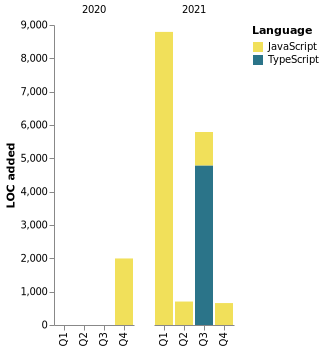 2020
2021
Language
JavaScript
TypeScript
LOC added
9,000
8,000
7,000
6,000
5,000
4,000
3,000
2,000
1,000
0
Q1 Q2 Q3 Q4
Q1 Q2 Q3 Q4